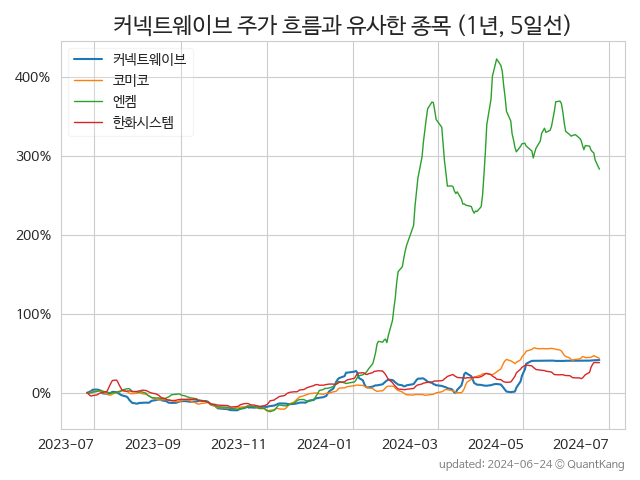 커넥트웨이브 주가 흐름과 유사한 종목 (1년, 5일선)
커넥트웨이브
코미코
엔켐
한화시스템
400%
300%
200%
100%
0%
2023-07 2023-09 2023-11 2024-01 2024-03 2024-05 2024-07
updated: 2024-06-24 © QuantKang